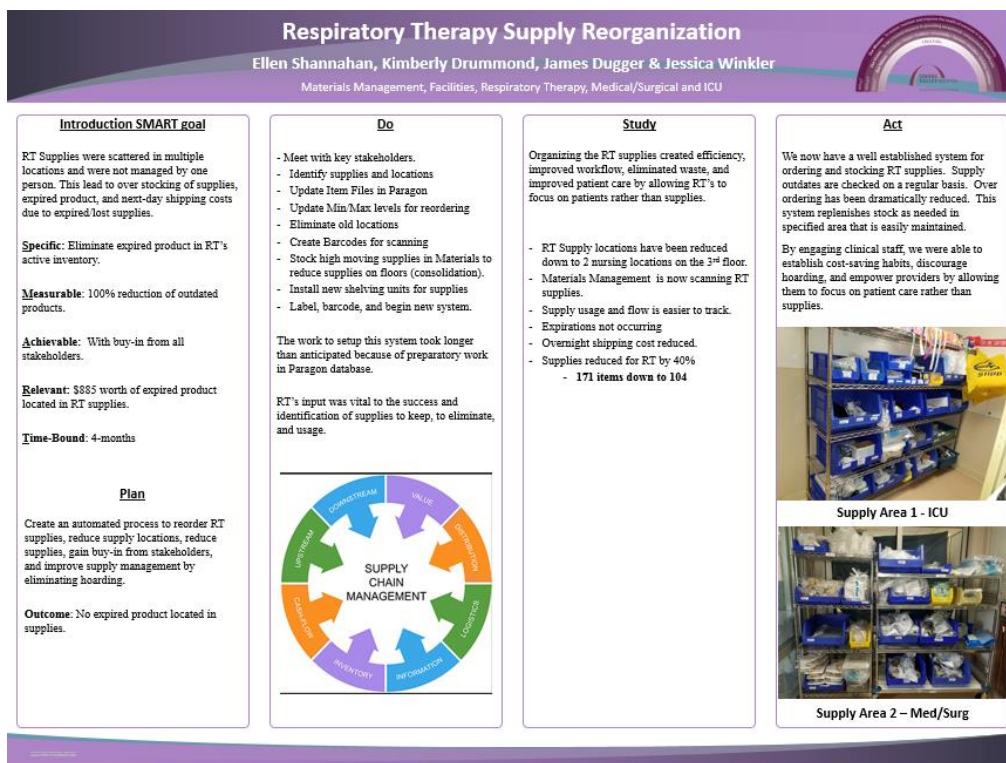 Respiratory Therapy Supply Reorganization
Ellen Shannahan, Kimberly Drummond, James Dugger & Jessica Winkler
Materials Management, Facilities, Respiratory Therapy, Medical/Surgical and ICU
Introduction SMART goal
RT Supplies were scattered in multiple
locations and were not managed by one
person. This lead to over stocking of supplies,
expired product, and next-day shipping costs
due to expired/lost supplies.
Specific: Eliminate expired product in RT's
active inventory.
Measurable: 100% reduction of outdated
products.
Achievable: With buy-in from all
stakeholders.
Relevant: $885 worth of expired product
located in RT supplies.
Time-Bound: 4-months
Plan
Create an automated process to reorder RT
supplies, reduce supply locations, reduce
supplies, gain buy-in from stakeholders,
and improve supply management by
eliminating hoarding.
Outcome: No expired product located in
supplies.
Do
- Meet with key stakeholders.
- Identify supplies and locations
- Update Item Files in Paragon
- Update Min/Max levels for reordering
- Eliminate old locations
- Create Barcodes for scanning
- Stock high moving supplies in Materials to
reduce supplies on floors (consolidation).
- Install new shelving units for supplies
- Label, barcode, and begin new system.
The work to setup this system took longer
than anticipated because of preparatory work
in Paragon database.
RT's input was vital to the success and
identification of supplies to keep, to eliminate,
and usage.
DOWNSTREAM
VALUE
DISTRIBUTION
LOGISTICS
INFORMATION
INVENTORY
CASH-FLOW
UPSTREAM
SUPPLY
CHAIN
MANAGEMENT
Study
Organizing the RT supplies created efficiency,
improved workflow, eliminated waste, and
improved patient care by allowing RT's to
focus on patients rather than supplies.
- RT Supply locations have been reduced
down to 2 nursing locations on the 3rd floor.
- Materials Management is now scanning RT
supplies.
- Supply usage and flow is easier to track.
- Expirations not occurring
- Overnight shipping cost reduced.
- Supplies reduced for RT by 40%
- 171 items down to 104
Act
We now have a well established system for
ordering and stocking RT supplies. Supply
outdates are checked on a regular basis. Over
ordering has been dramatically reduced. This
system replenishes stock as needed in
specified area that is easily maintained.
By engaging clinical staff, we were able to
establish cost-saving habits, discourage
hoarding, and empower providers by allowing
them to focus on patient care rather than
supplies.
Supply Area 1 - ICU
Supply Area 2 – Med/Surg